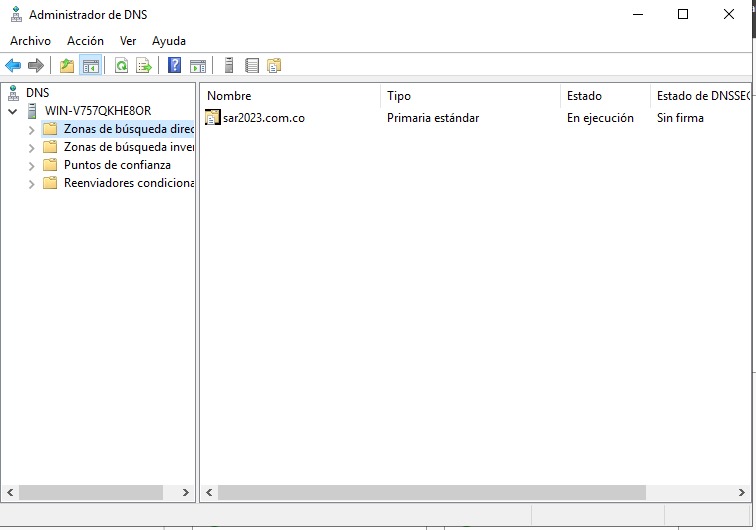 Administrador de DNS
Archivo Acción Ver Ayuda
DNS
WIN-V757QKHE8OR
Zonas de búsqueda direc
Zonas de búsqueda inver
Puntos de confianza
Reenviadores condiciona
Nombre Tipo Estado Estado de DNSSEC
sar2023.com.co Primaria estándar En ejecución Sin firma